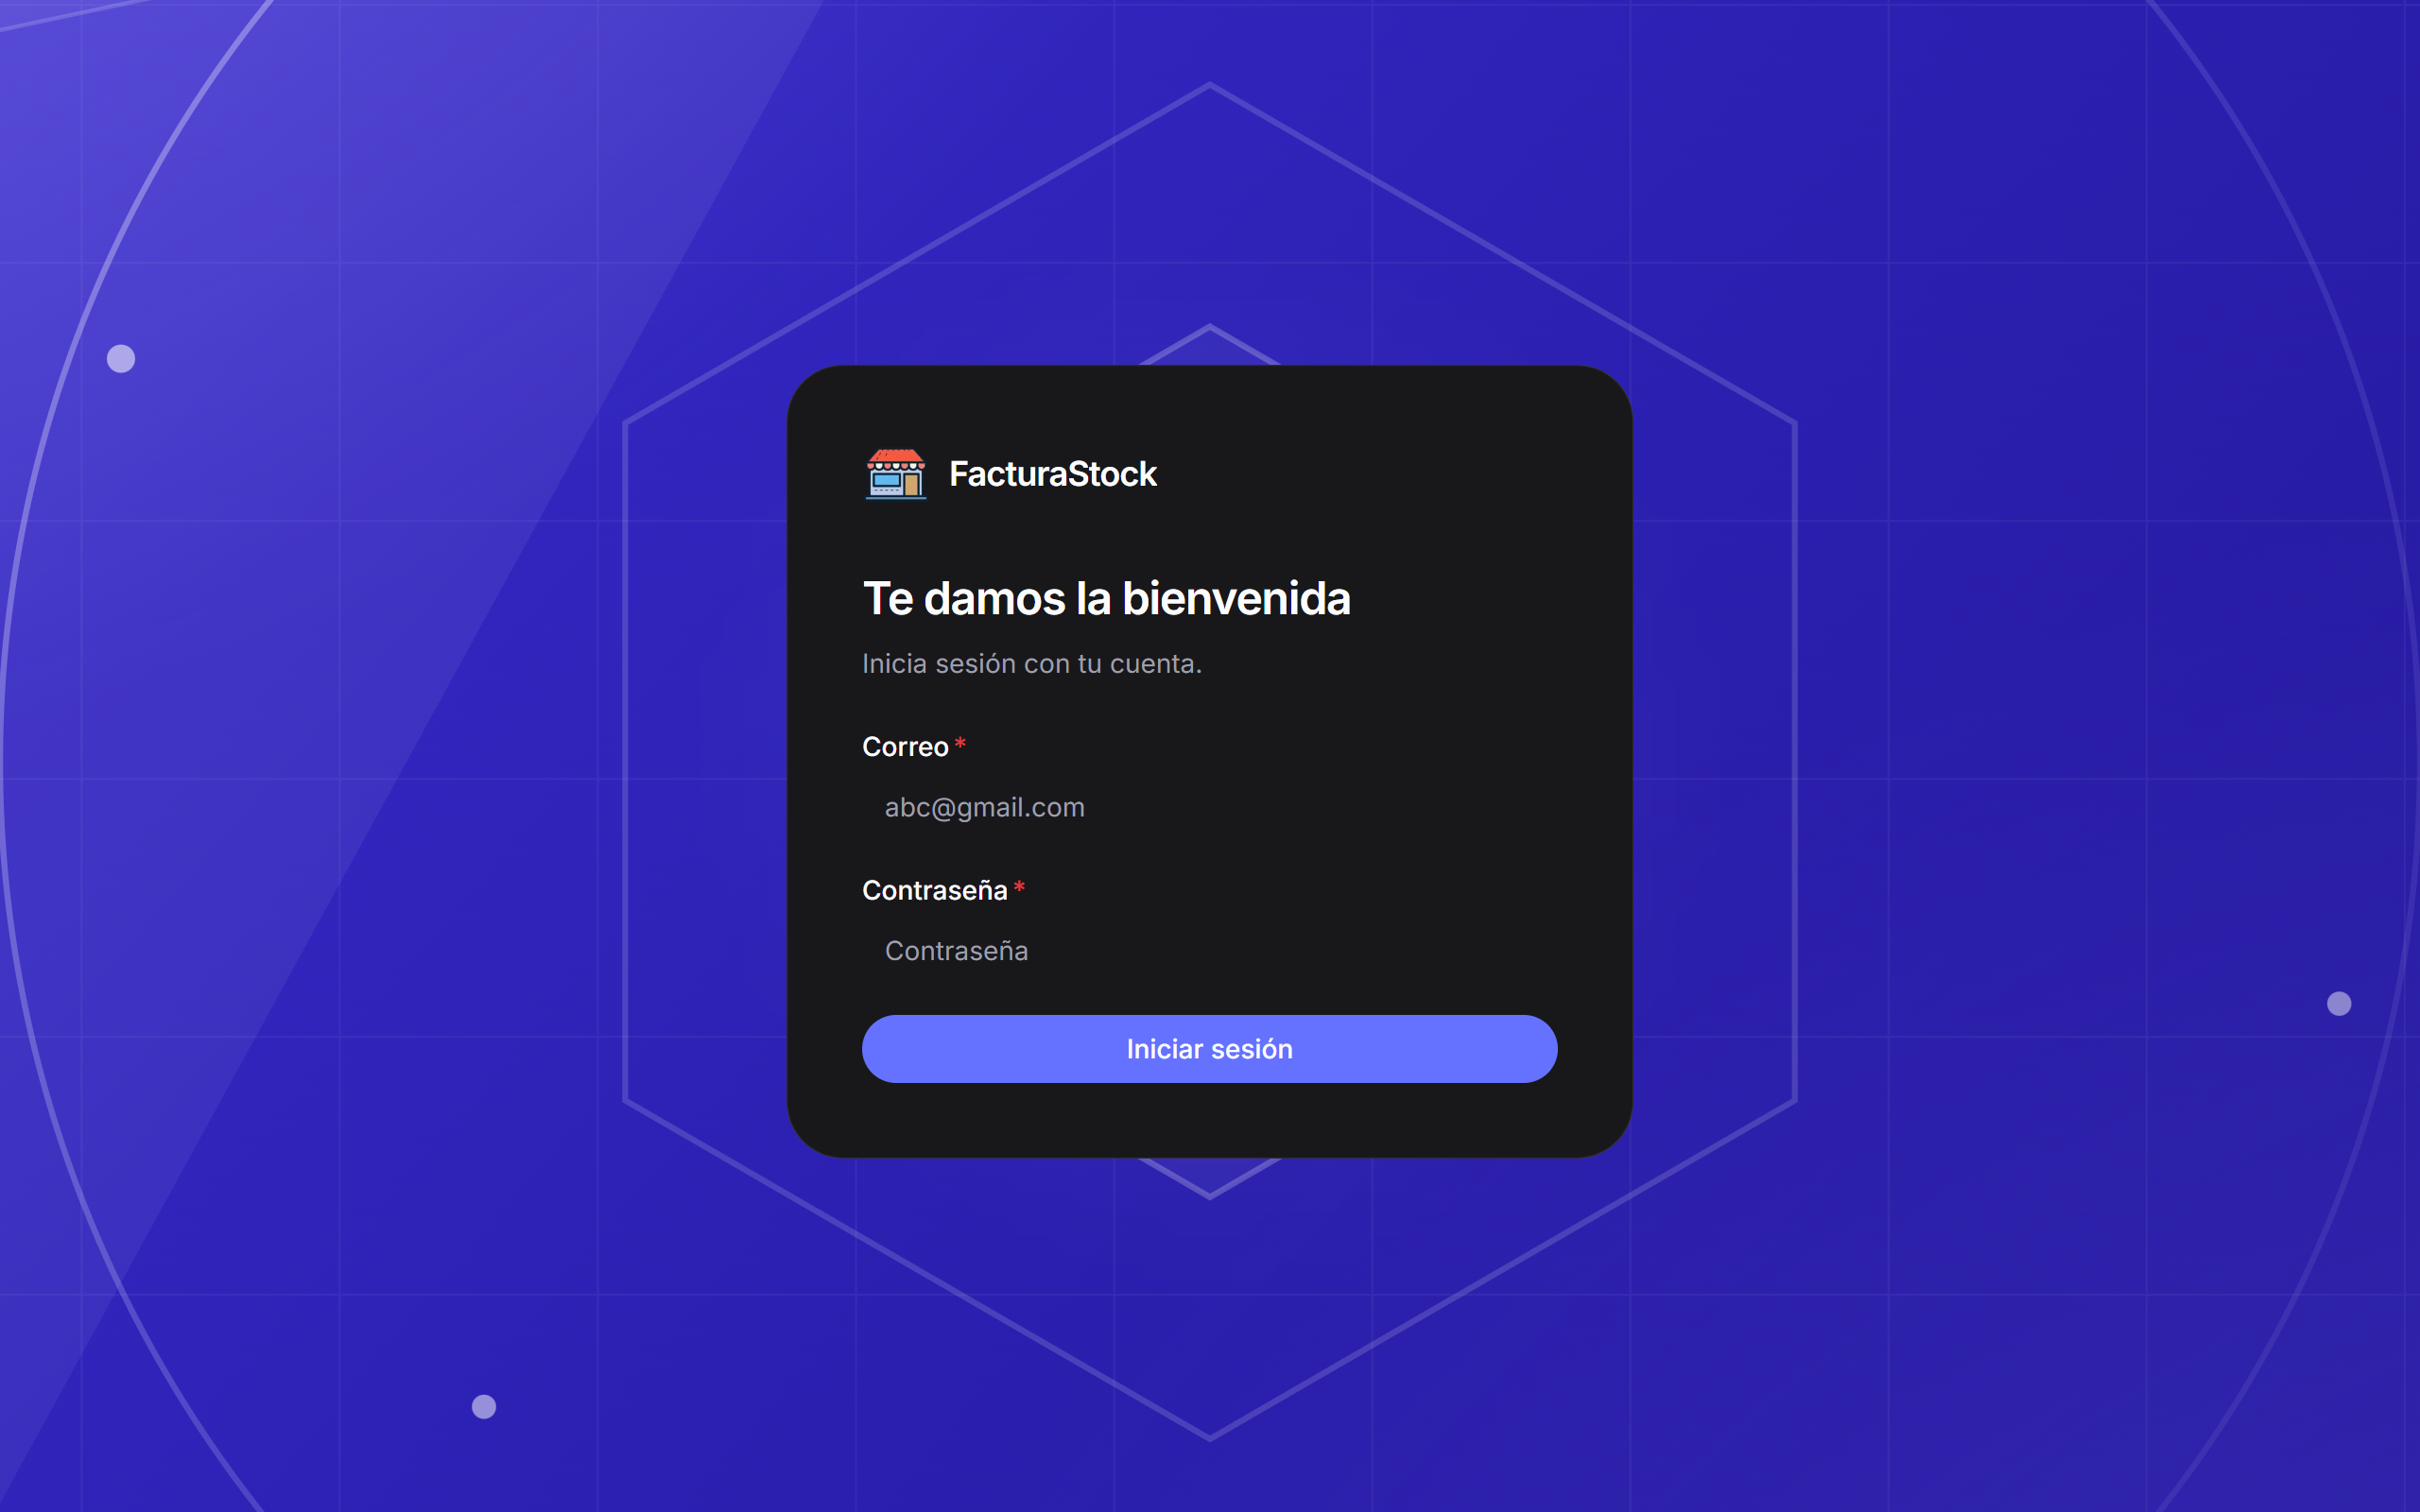 FacturaStock
Te damos la bienvenida
Inicia sesión con tu cuenta.
Correo *
abc@gmail.com
Contraseña *
Contraseña
Iniciar sesión